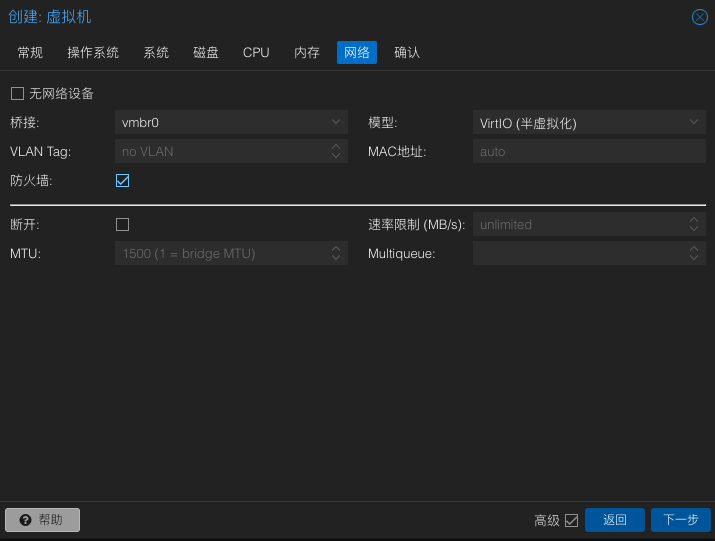 创建: 虚拟机
常规 操作系统 系统 磁盘 CPU 内存 网络 确认
无网络设备
桥接: vmbr0 模型: VirtIO (半虚拟化)
VLAN Tag: no VLAN MAC地址: auto
防火墙:
断开: 速率限制 (MB/s): unlimited
MTU: 1500 (1 = bridge MTU) Multiqueue:
帮助 高级 返回 下一步